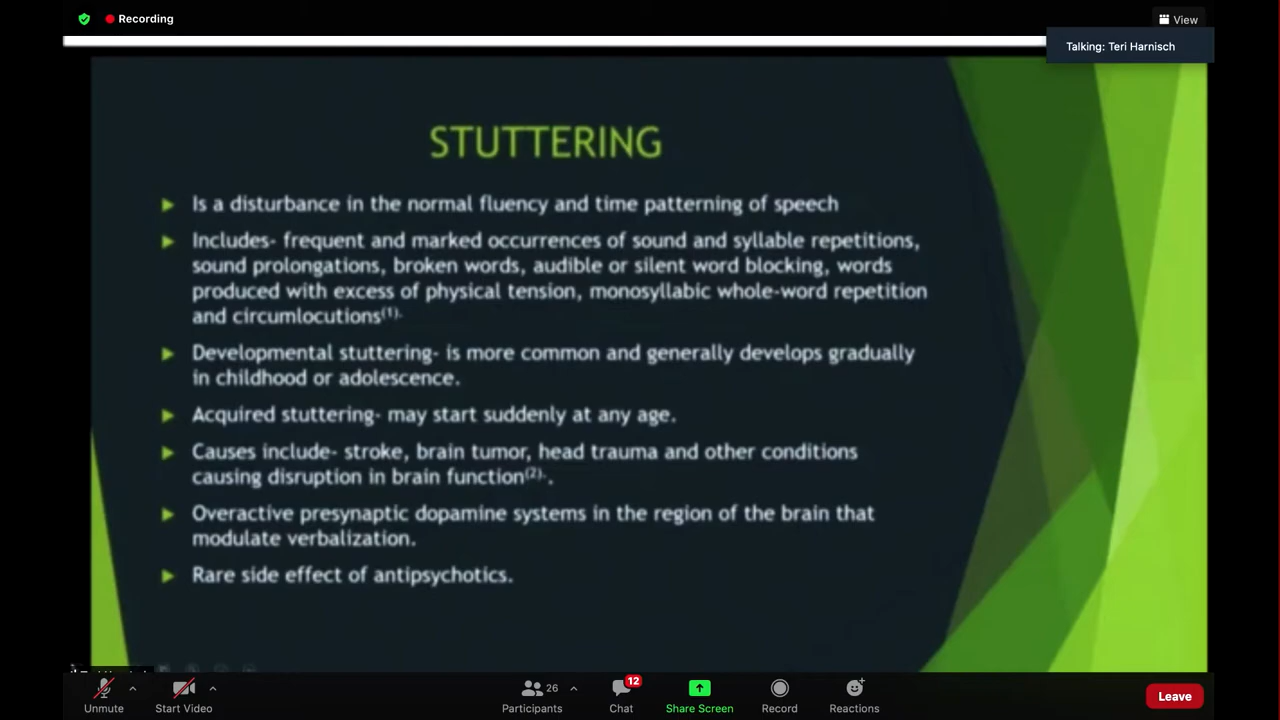 Recording
View
Talking: Teri Harnisch
STUTTERING
Is a disturbance in the normal fluency and time patterning of speech
Includes- frequent and marked occurrences of sound and syllable repetitions,
sound prolongations, broken words, audible or silent word blocking, words
produced with excess of physical tension, monosyllabic whole-word repetition
and circumlocutions(1).
Developmental stuttering- is more common and generally develops gradually
in childhood or adolescence.
Acquired stuttering- may start suddenly at any age.
Causes include- stroke, brain tumor, head trauma and other conditions
causing disruption in brain function(2).
Overactive presynaptic dopamine systems in the region of the brain that
modulate verbalization.
Rare side effect of antipsychotics.
Unmute
Start Video
26
Participants
12
Chat
Share Screen
Record
Reactions
Leave